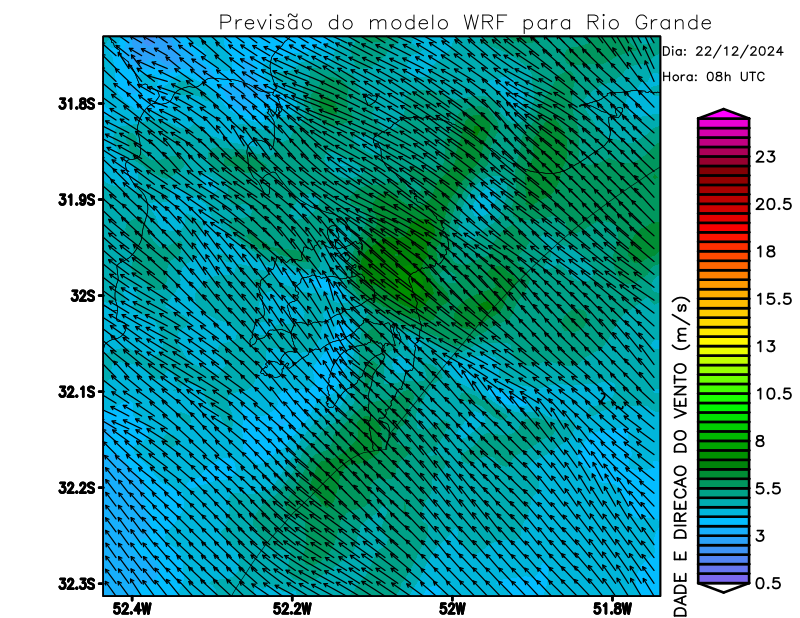 Previsão do modelo WRF para Rio Grande
Dia: 22/12/2024
Hora: 08h UTC
31.8S
31.9S
32S
32.1S
32.2S
32.3S
52.4W
52.2W
52W
51.8W
23
20.5
18
15.5
13
10.5
8
5.5
3
0.5
DADE E DIRECAO DO VENTO (m/s)